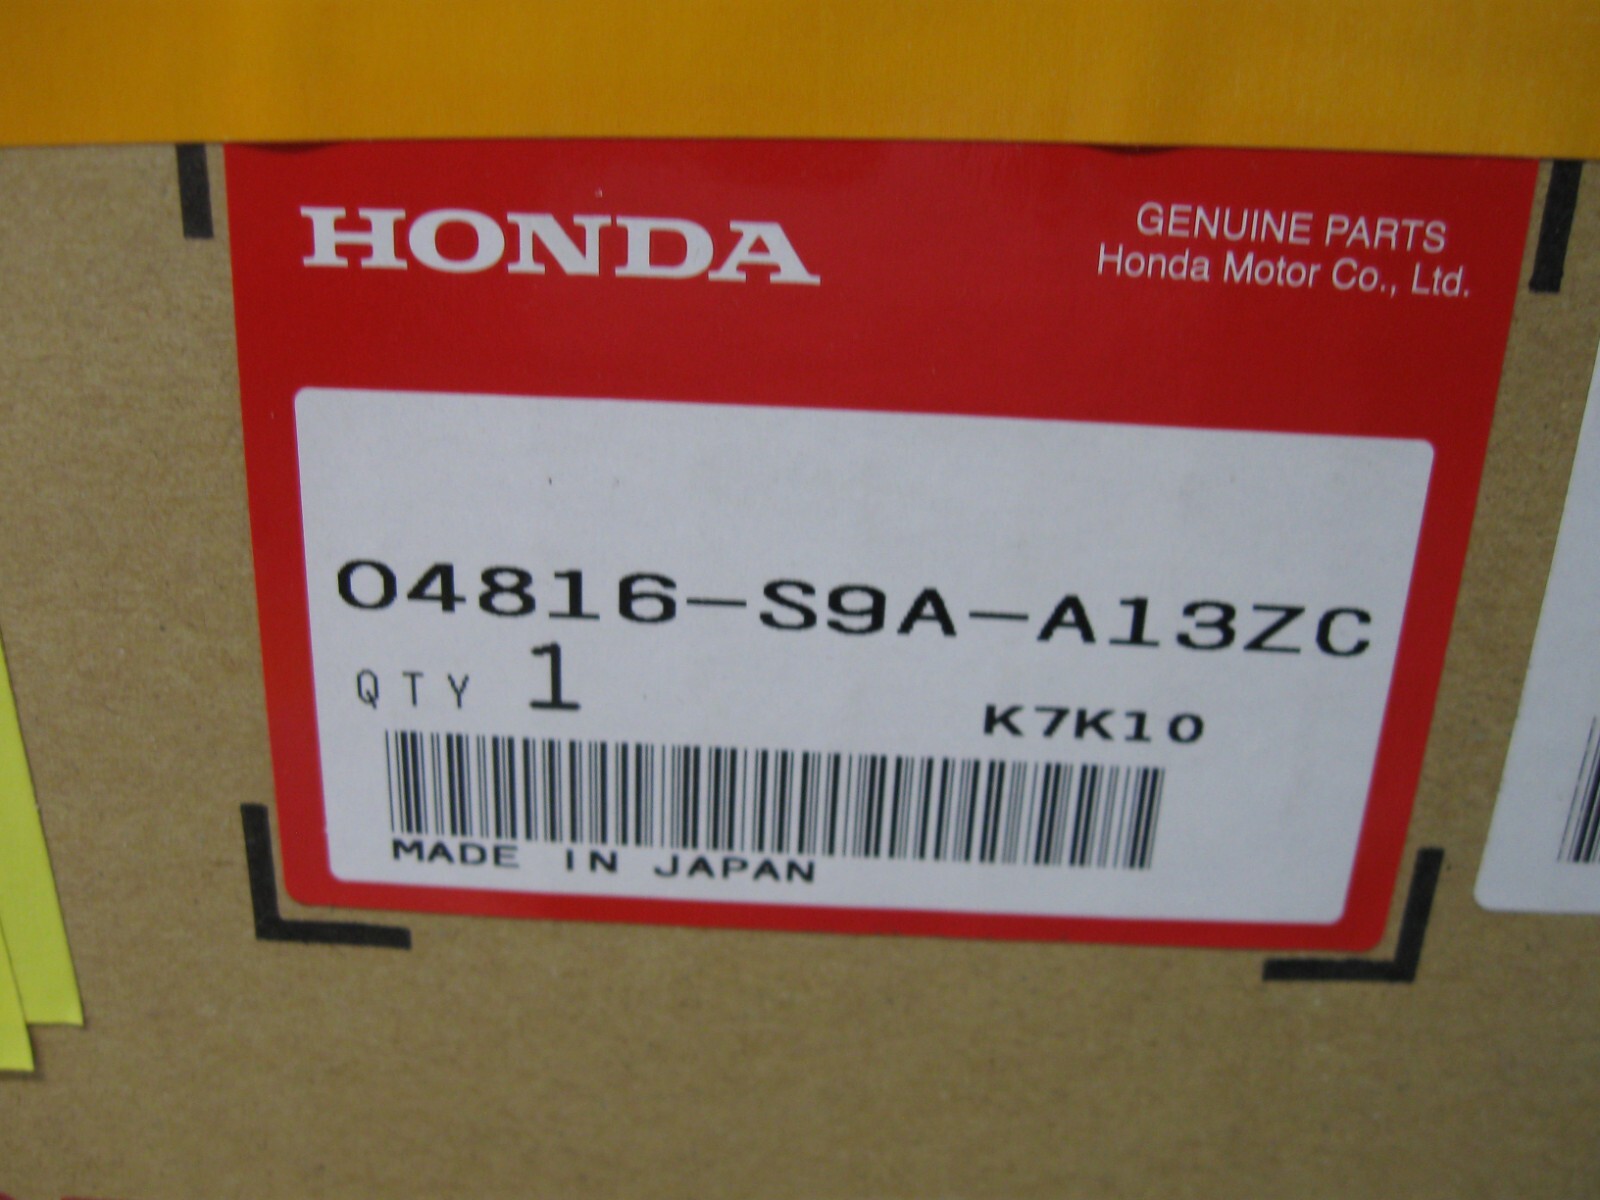 HONDA
GENUINE PARTS
Honda Motor Co., Ltd.
04816-S9A-A13ZC
QTY 1
K7K10
MADE IN JAPAN